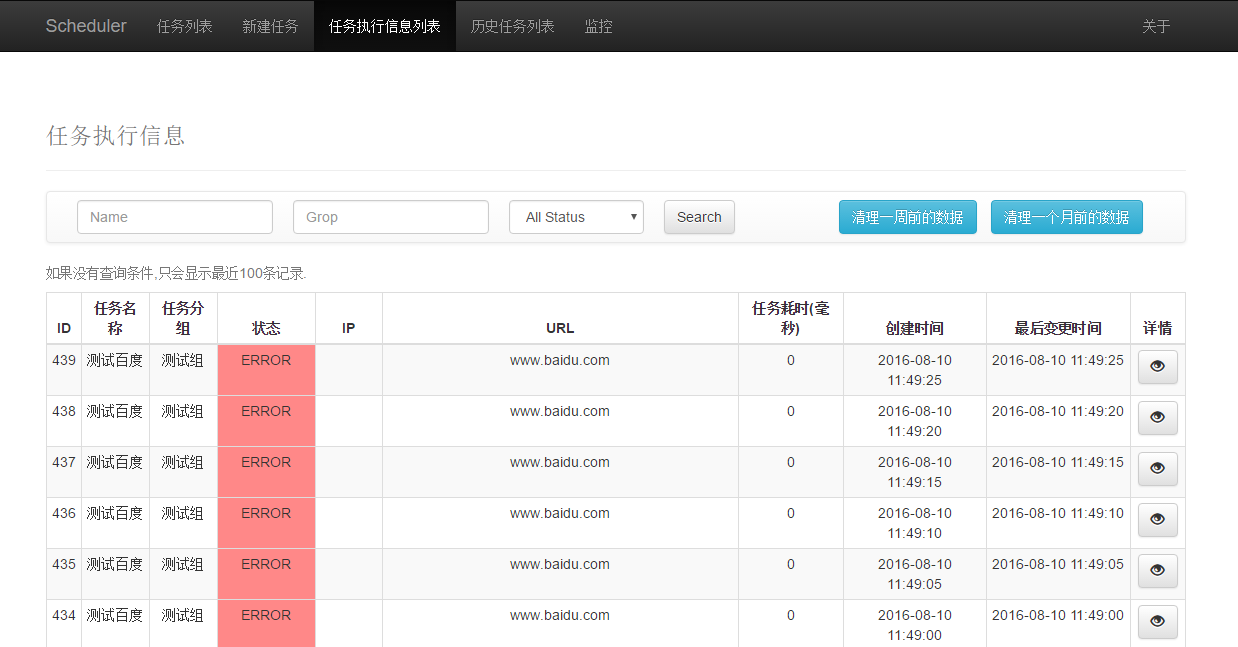 Scheduler 任务列表 新建任务 任务执行信息列表 历史任务列表 监控 关于
任务执行信息
Name Grop All Status Search 清理一周前的数据 清理一个月前的数据
如果没有查询条件,只会显示最近100条记录.
ID 任务名称 任务分组 状态 IP URL 任务耗时(毫秒) 创建时间 最后变更时间 详情
439 测试百度 测试组 ERROR www.baidu.com 0 2016-08-10 11:49:25 2016-08-10 11:49:25
438 测试百度 测试组 ERROR www.baidu.com 0 2016-08-10 11:49:20 2016-08-10 11:49:20
437 测试百度 测试组 ERROR www.baidu.com 0 2016-08-10 11:49:15 2016-08-10 11:49:15
436 测试百度 测试组 ERROR www.baidu.com 0 2016-08-10 11:49:10 2016-08-10 11:49:10
435 测试百度 测试组 ERROR www.baidu.com 0 2016-08-10 11:49:05 2016-08-10 11:49:05
434 测试百度 测试组 ERROR www.baidu.com 0 2016-08-10 11:49:00 2016-08-10 11:49:00